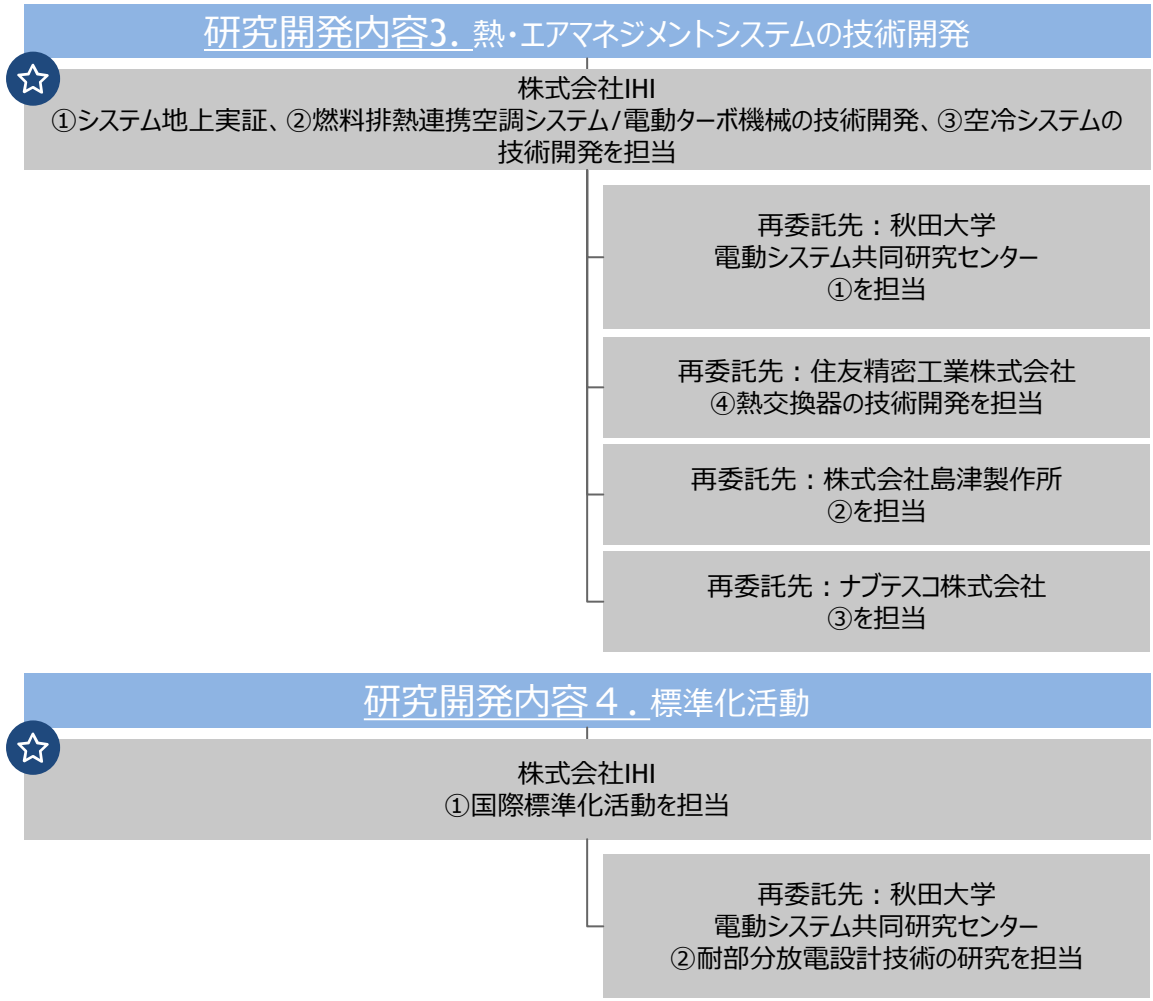 研究開発内容3. 熱・エアマネジメントシステムの技術開発
株式会社IHI
①システム地上実証、②燃料排熱連携空調システム/電動ターボ機械の技術開発、③空冷システムの
技術開発を担当
再委託先：秋田大学
電動システム共同研究センター
①を担当
再委託先：住友精密工業株式会社
④熱交換器の技術開発を担当
再委託先：株式会社島津製作所
②を担当
再委託先：ナブテスコ株式会社
③を担当
研究開発内容４. 標準化活動
株式会社IHI
①国際標準化活動を担当
再委託先：秋田大学
電動システム共同研究センター
②耐部分放電設計技術の研究を担当